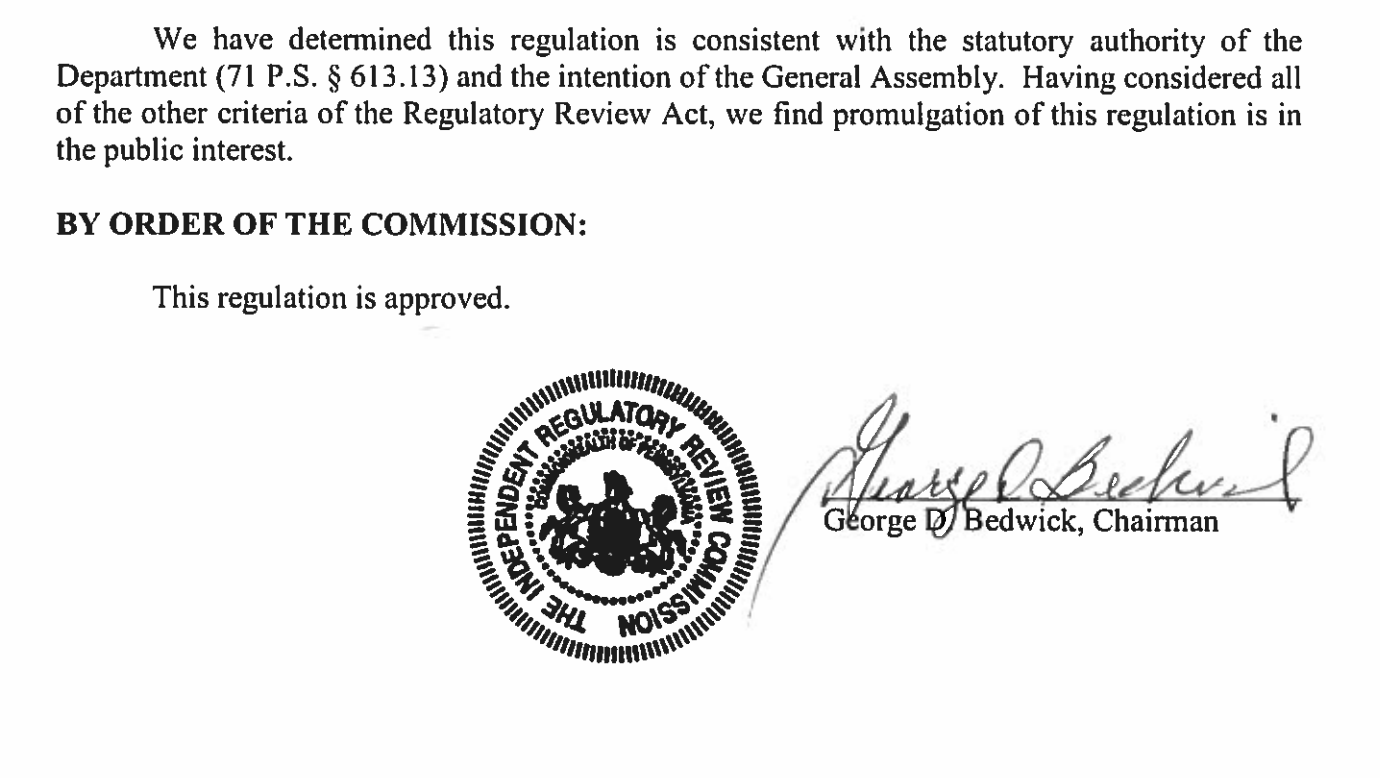 We have determined this regulation is consistent with the statutory authority of the
Department (71 P.S. § 613.13) and the intention of the General Assembly. Having considered all
of the other criteria of the Regulatory Review Act, we find promulgation of this regulation is in
the public interest.
BY ORDER OF THE COMMISSION:
This regulation is approved.
THE INDEPENDENT REGULATORY REVIEW COMMISSION
COMMONWEALTH OF PENNSYLVANIA
George D. Bedwick
George D. Bedwick, Chairman